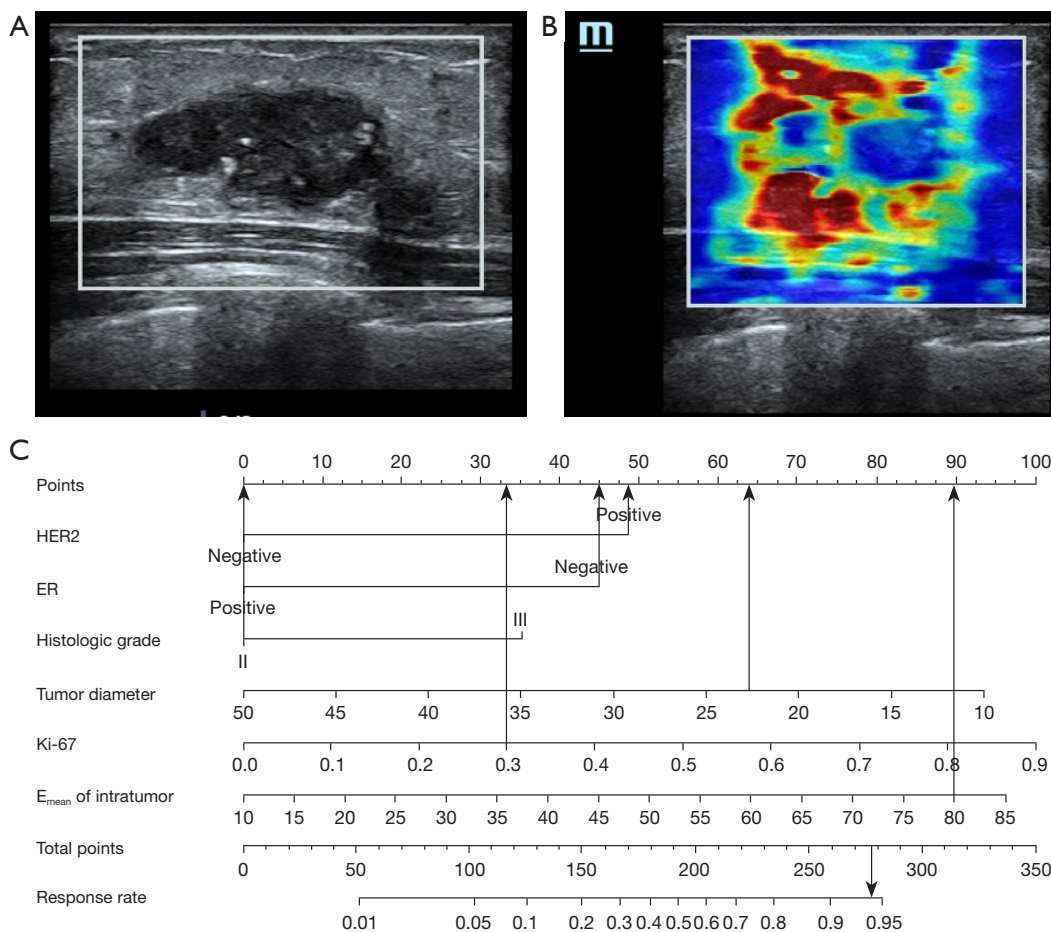 A
B
m
C
0 10 20 30 40 50 60 70 80 90 100
Points
Positive
HER2
Negative
Negative
ER
Positive
III
Histologic grade
II
Tumor diameter
50 45 40 35 30 25 20 15 10
Ki-67
0.0 0.1 0.2 0.3 0.4 0.5 0.6 0.7 0.8 0.9
Emean of intratumor
10 15 20 25 30 35 40 45 50 55 60 65 70 75 80 85
Total points
0 50 100 150 200 250 300 350
Response rate
0.01 0.05 0.1 0.2 0.3 0.4 0.5 0.6 0.7 0.8 0.9 0.95